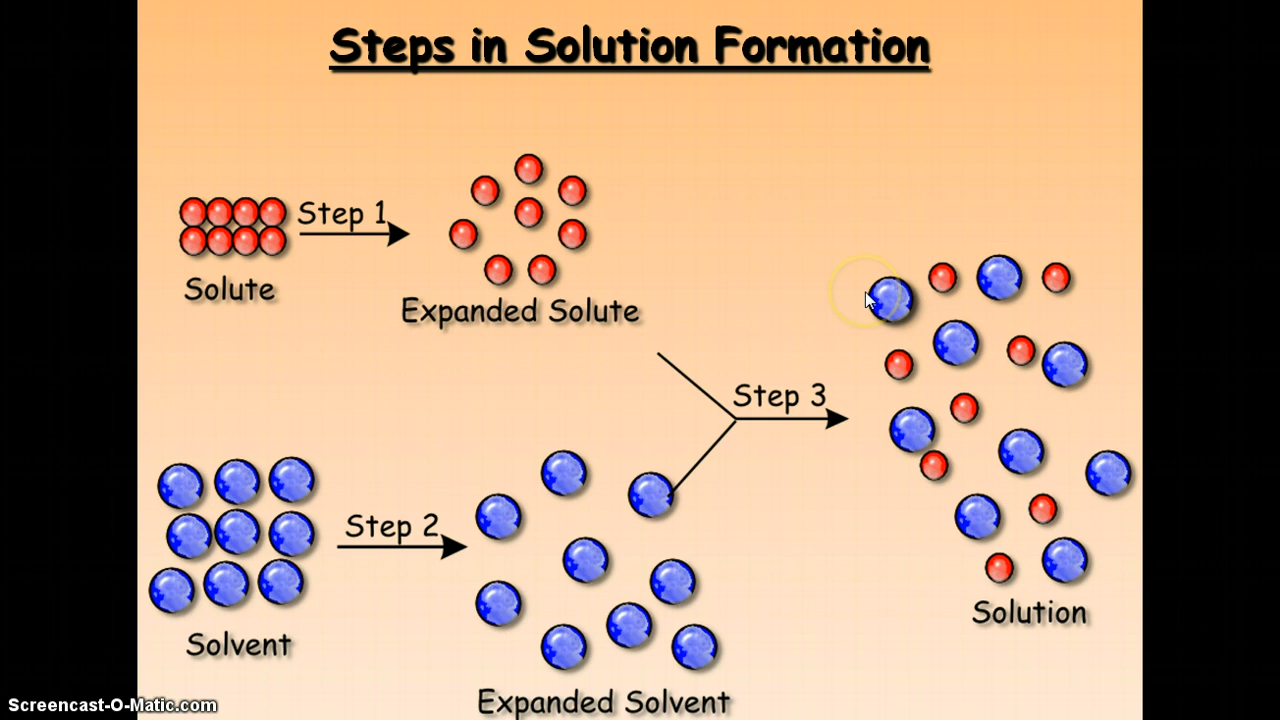 Steps in Solution Formation
Step 1
Solute
Expanded Solute
Step 3
Step 2
Solvent
Expanded Solvent
Solution
Screencast-O-Matic.com